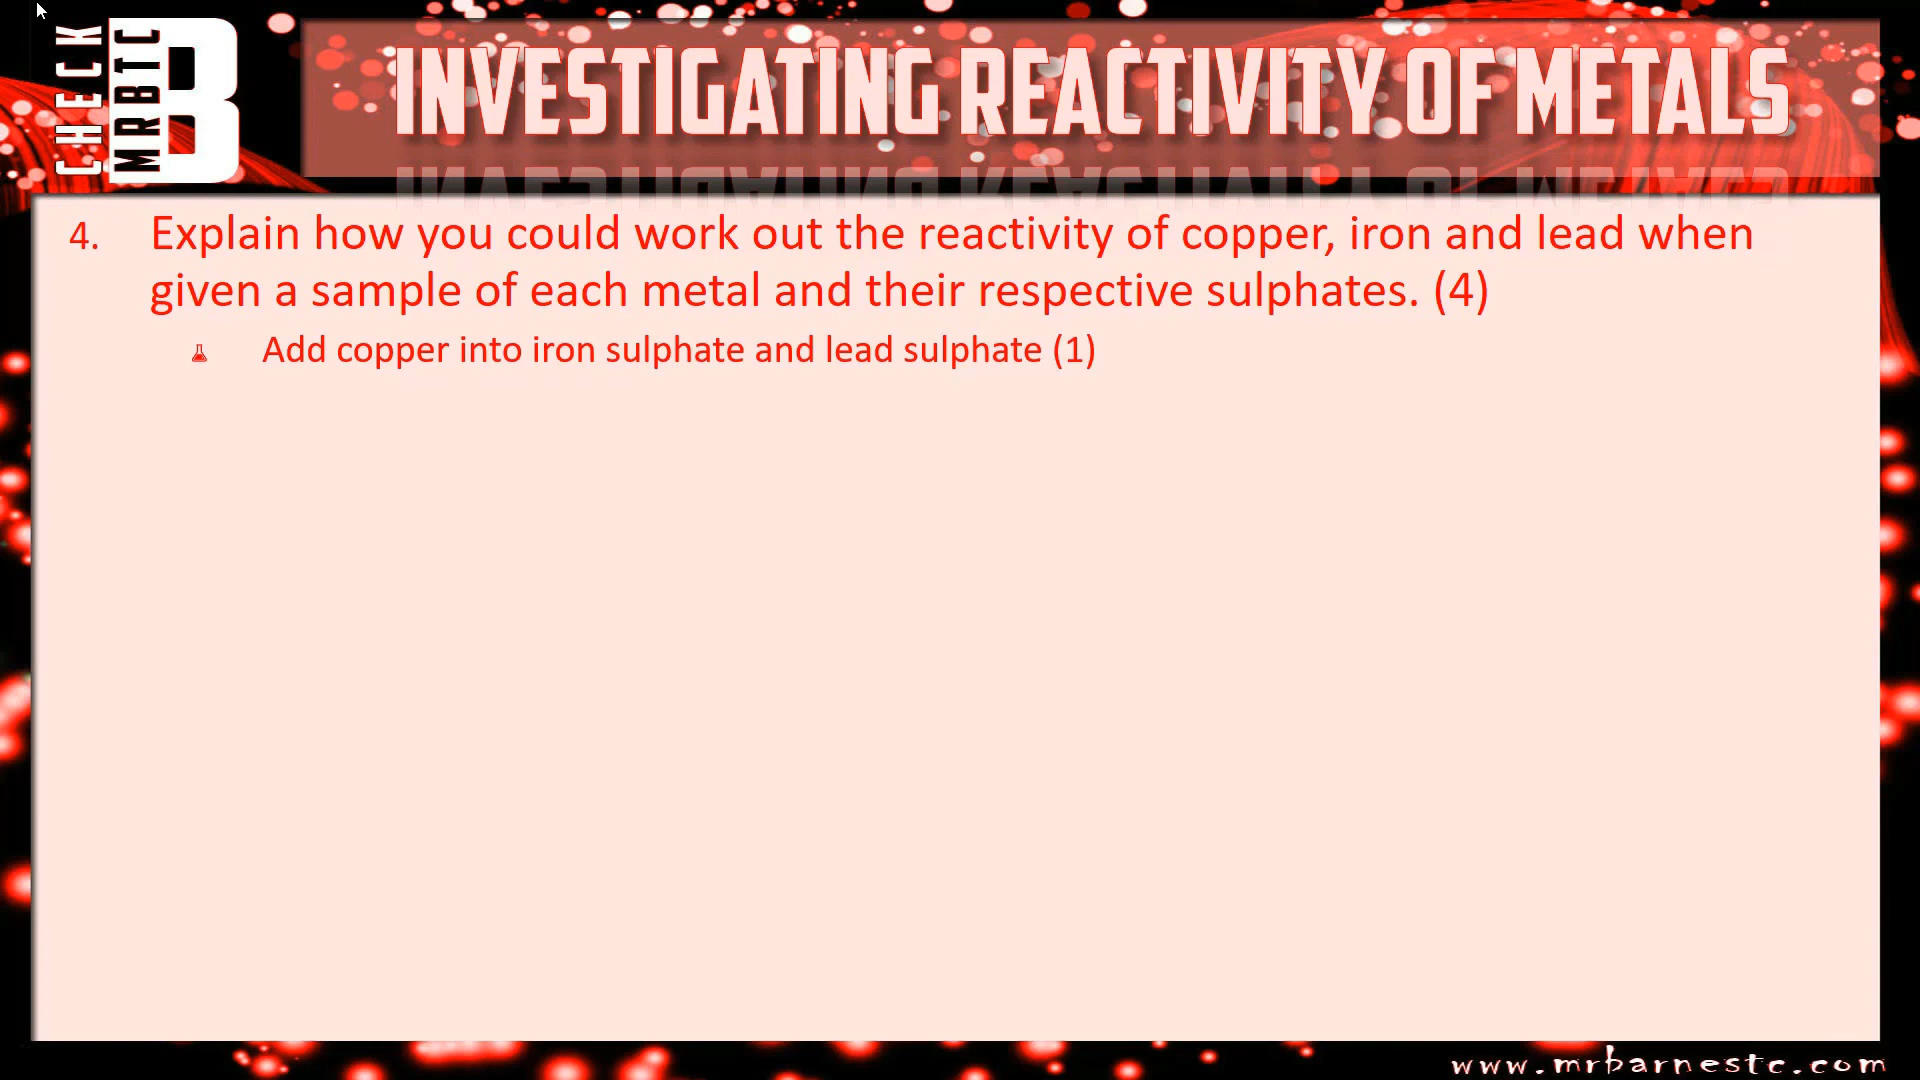 CHECK
MRBTC
B
INVESTIGATING REACTIVITY OF METALS
4. Explain how you could work out the reactivity of copper, iron and lead when
given a sample of each metal and their respective sulphates. (4)
Add copper into iron sulphate and lead sulphate (1)
www.mrbarnestc.com